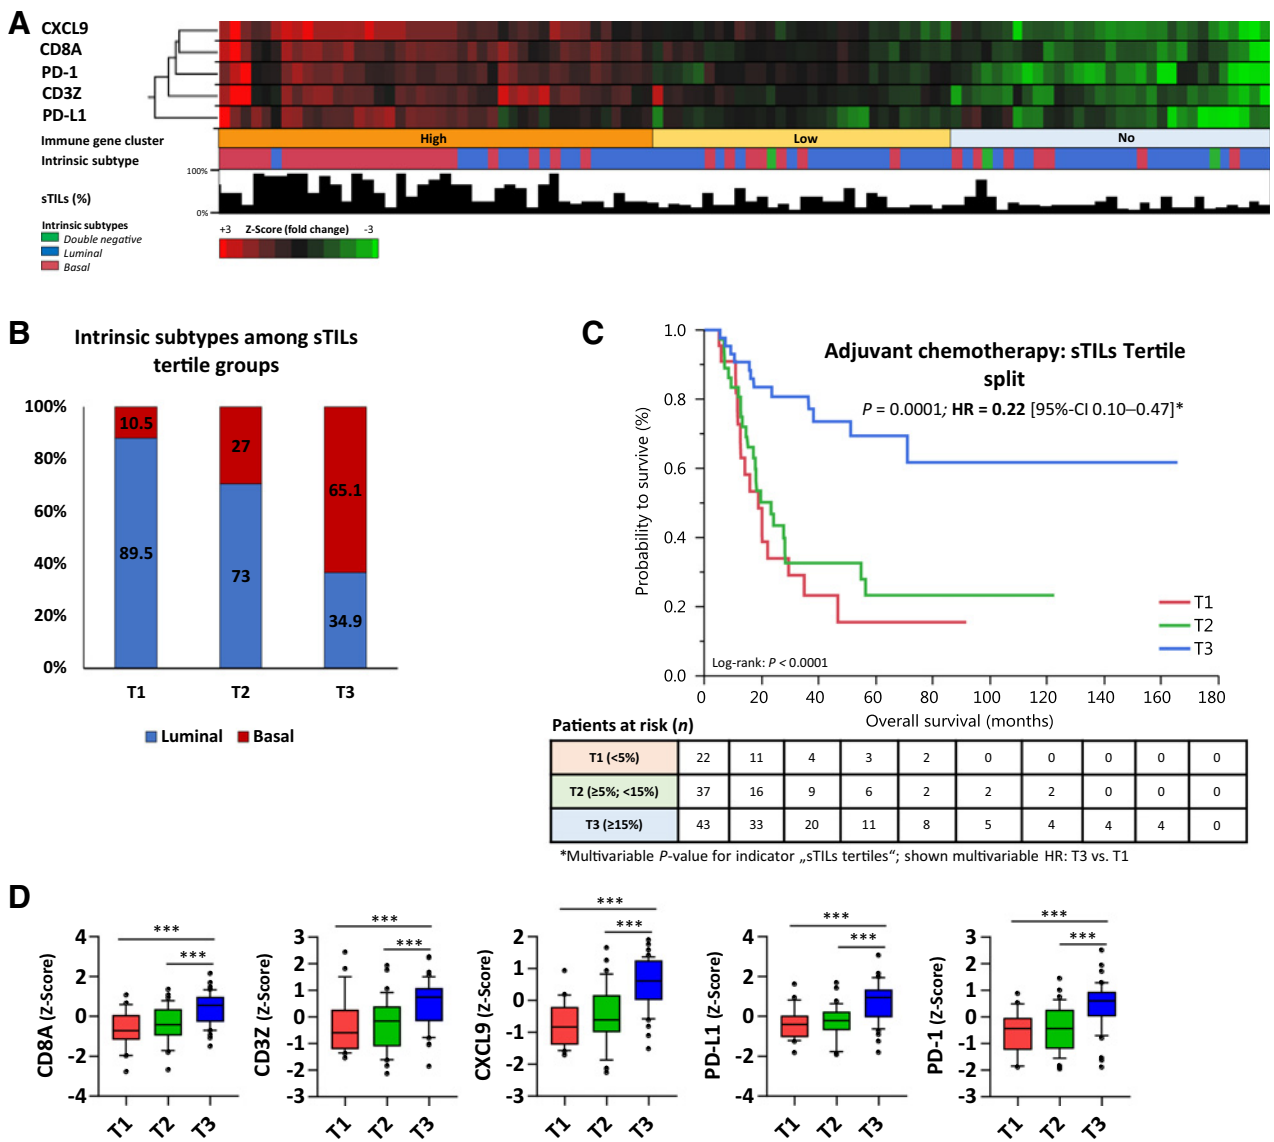 A
CXCL9
CD8A
PD-1
CD3Z
PD-L1
Immune gene cluster
High
Low
No
Intrinsic subtype
100%
sTILs (%)
0%
Intrinsic subtypes
Double negative
Luminal
Basal
+3 Z-Score (fold change) -3
B
Intrinsic subtypes among sTILs
tertile groups
100%
80%
60%
40%
20%
0%
10.5
89.5
27
73
65.1
34.9
T1
T2
T3
Luminal
Basal
C
Adjuvant chemotherapy: sTILs Tertile
split
P = 0.0001; HR = 0.22 [95%-CI 0.10–0.47]*
Probability to survive (%)
1.0
0.8
0.6
0.4
0.2
0.0
T1
T2
T3
Log-rank: P < 0.0001
0 20 40 60 80 100 120 140 160 180
Overall survival (months)
Patients at risk (n)
T1 (<5%) 22 11 4 3 2 0 0 0 0 0
T2 (≥5%; <15%) 37 16 9 6 2 2 2 0 0 0
T3 (≥15%) 43 33 20 11 8 5 4 4 4 0
*Multivariable P-value for indicator „sTILs tertiles“; shown multivariable HR: T3 vs. T1
D
CD8A (Z-Score)
4
2
0
-2
-4
***
***
T1 T2 T3
CD3Z (Z-Score)
3
2
1
0
-1
-2
-3
***
***
T1 T2 T3
CXCL9 (Z-Score)
2
1
0
-1
-2
-3
***
***
T1 T2 T3
PD-L1 (Z-Score)
4
2
0
-2
-4
***
***
T1 T2 T3
PD-1 (Z-Score)
3
2
1
0
-1
-2
-3
***
***
T1 T2 T3